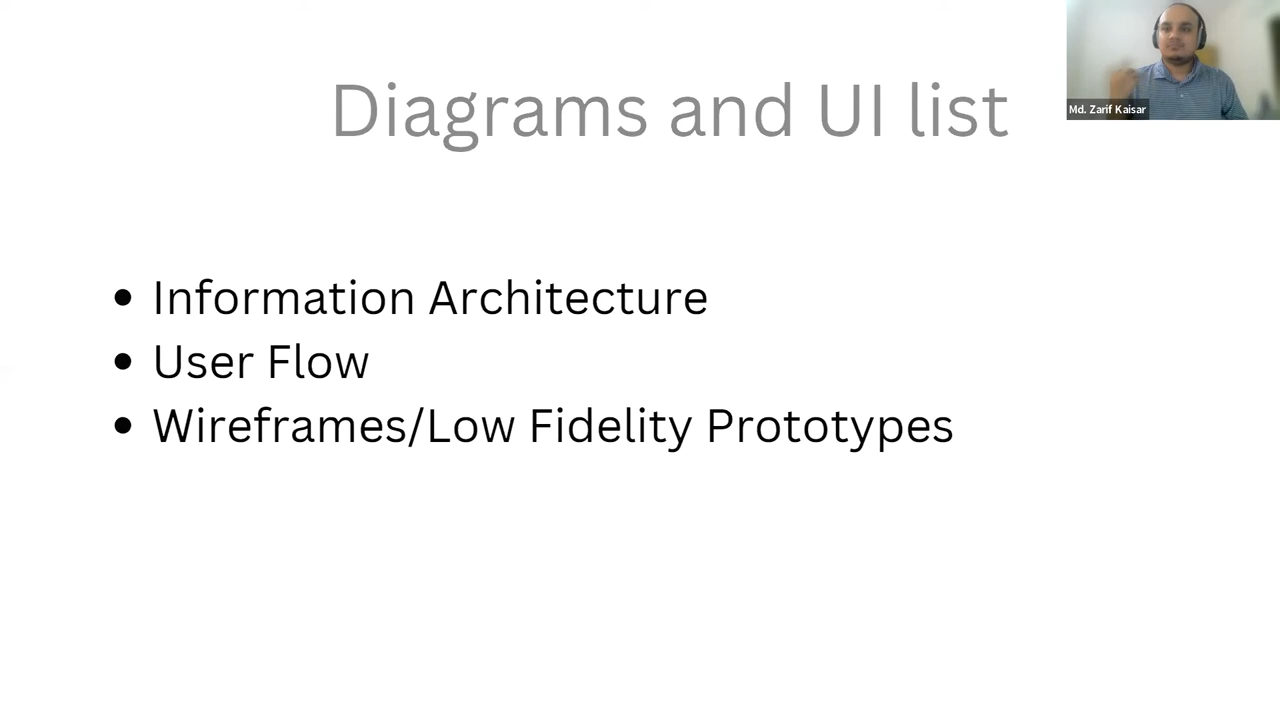 Diagrams and UI list
Md. Zarif Kaisar
• Information Architecture
• User Flow
• Wireframes/Low Fidelity Prototypes